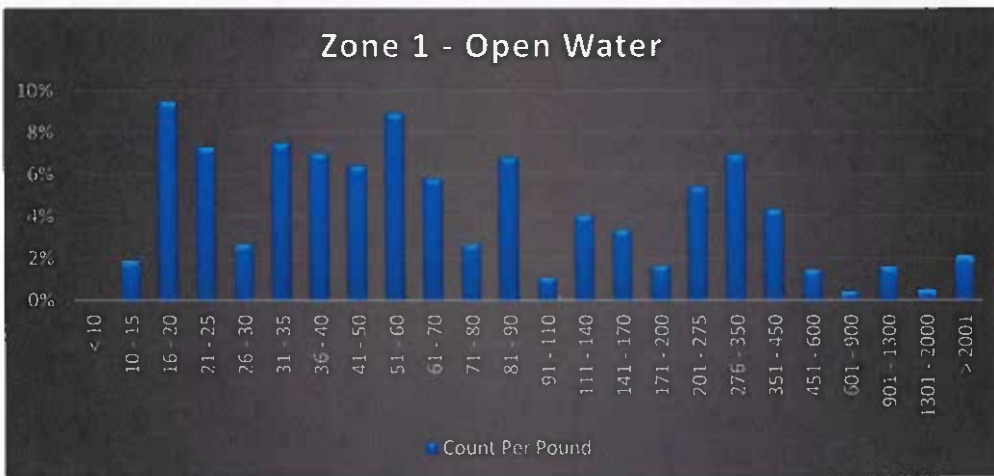 Zone 1 - Open Water
10%
8%
6%
4%
2%
0%
< 10
10 - 15
16 - 20
21 - 25
26 - 30
31 - 35
36 - 40
41 - 50
51 - 60
61 - 70
71 - 80
81 - 90
91 - 110
111 - 140
141 - 170
171 - 200
201 - 275
276 - 350
351 - 450
451 - 600
601 - 900
901 - 1300
1301 - 2000
> 2001
Count Per Pound